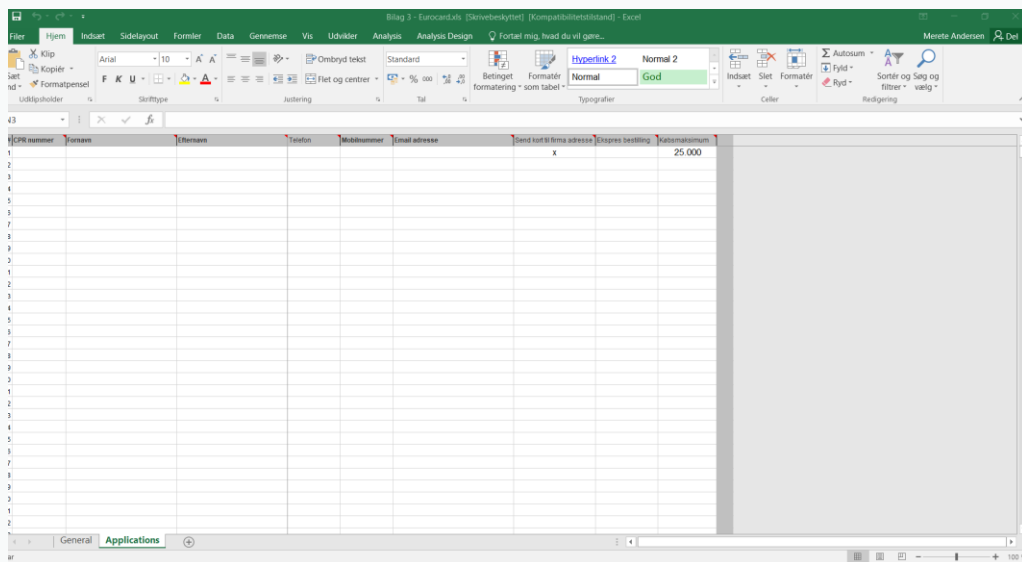 Bilag 3 - Eurocard.xls [Skrivebeskyttet] [Kompatibilitetstilstand] - Excel
Filer Hjem Indsæt Sidelayout Formler Data Gennemse Vis Udvikler Analysis Analysis Design Fortæl mig, hvad du vil gøre... Merete Andersen Del
Klip
Kopiér
Formatpensel
Udklipsholder
Arial 10
F K U
Skrifttype
Ombryd tekst
Flet og centrer
Justering
Standard
% 000
Tal
Betinget formatering
Formatér som tabel
Hyperlink 2 Normal 2
Normal God
Typografier
Indsæt Slet Formatér
Celler
Autosum
Fyld
Ryd
Sortér og filtrer
Søg og vælg
Redigering
fx
CPR nummer Fornavn Efternavn Telefon Mobilnummer Email adresse Send kort til firma adresse Ekspres bestilling Købsmaksimum
x 25.000
General Applications
100